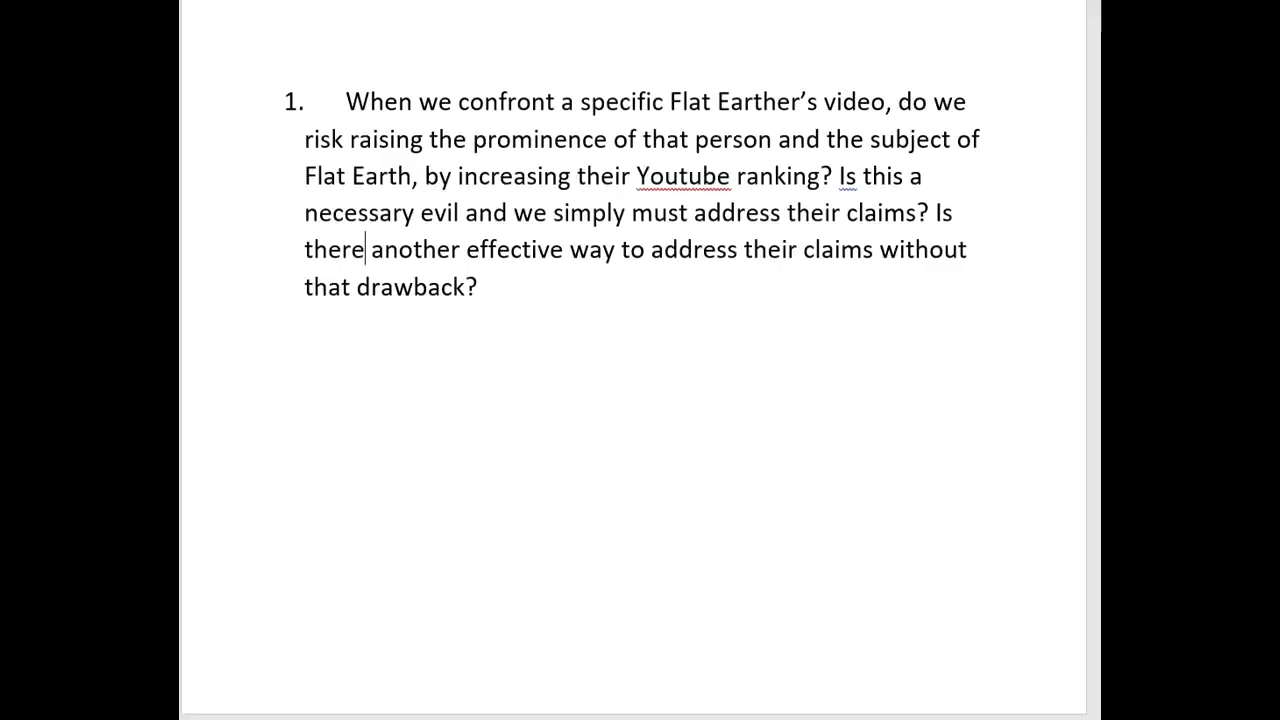 1. When we confront a specific Flat Earther’s video, do we
risk raising the prominence of that person and the subject of
Flat Earth, by increasing their Youtube ranking? Is this a
necessary evil and we simply must address their claims? Is
there another effective way to address their claims without
that drawback?